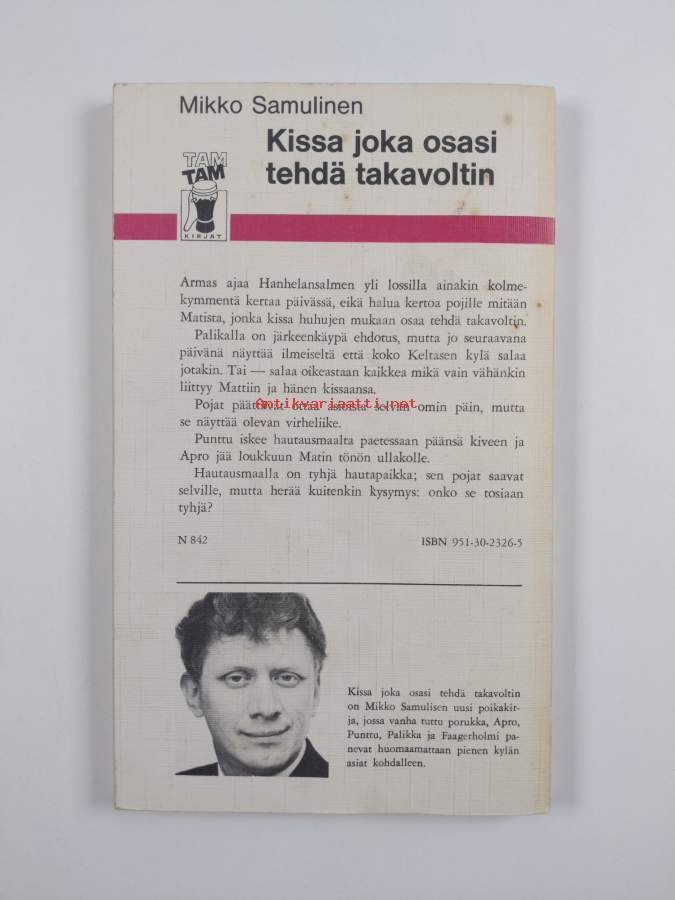 Mikko Samulinen
Kissa joka osasi
tehdä takavoltin
TAM
TAM
KIRJAT
Armas ajaa Hanhelansalmen yli lossilla ainakin kolme-
kymmentä kertaa päivässä, eikä halua kertoa pojille mitään
Matista, jonka kissa huhujen mukaan osaa tehdä takavoltin.
Palikalla on järkeenkäypä ehdotus, mutta jo seuraavana
päivänä näyttää ilmeiseltä että koko Keltasen kylä salaa
jotakin. Tai — salaa oikeastaan kaikkea mikä vain vähänkin
liittyy Mattiin ja hänen kissaansa.
Pojat päättävät ottaa asioista selvän omin päin, mutta
Antikvariaatti.net
se näyttää olevan virheliike.
Punttu iskee hautausmaalta paetessaan päänsä kiveen ja
Apro jää loukkuun Matin tönön ullakolle.
Hautausmaalla on tyhjä hautapaikka; sen pojat saavat
selville, mutta herää kuitenkin kysymys: onko se tosiaan
tyhjä?
N 842 ISBN 951-30-2326-5
Kissa joka osasi tehdä takavoltin
on Mikko Samulisen uusi poikakir-
ja, jossa vanha tuttu porukka, Apro,
Punttu, Palikka ja Faagerholmi pa-
nevat huomaamattaan pienen kylän
asiat kohdalleen.